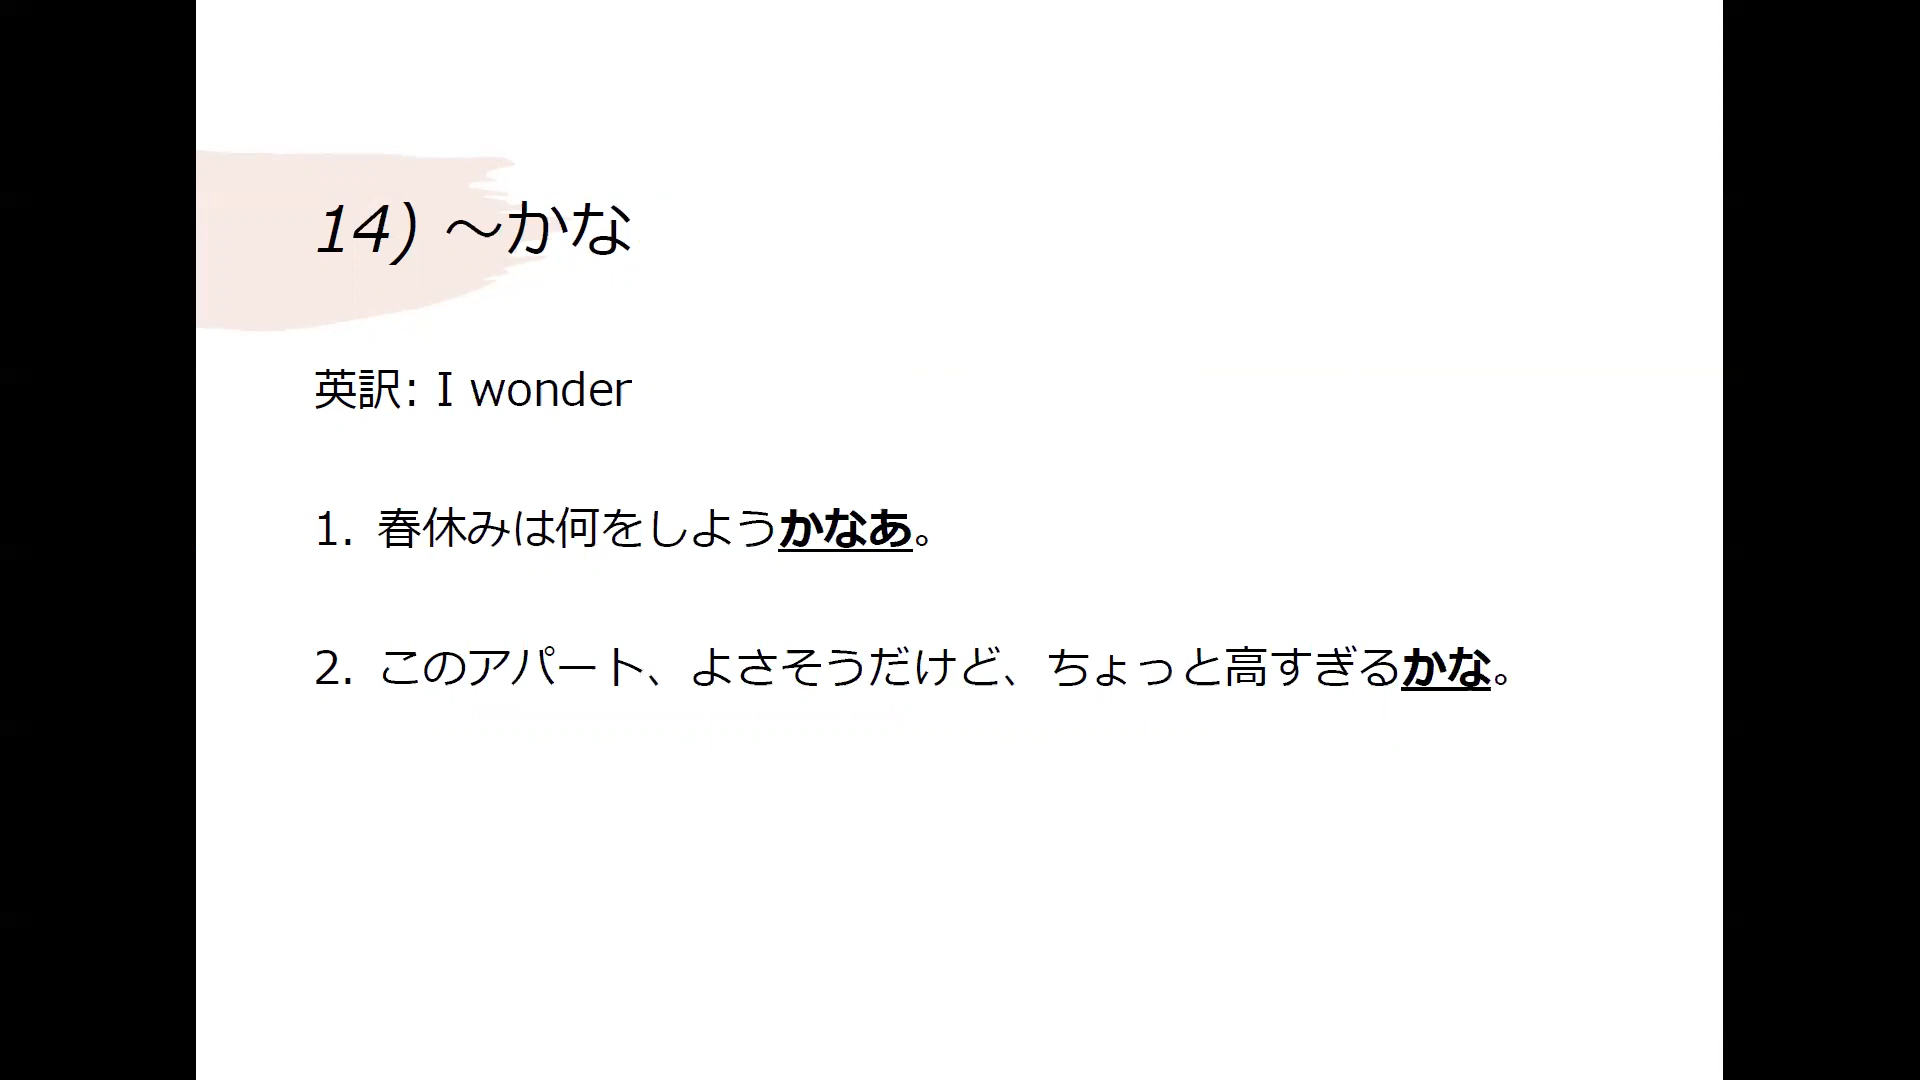 14) ～かな
英訳: I wonder
1. 春休みは何をしようかなあ。
2. このアパート、よさそうだけど、ちょっと高すぎるかな。